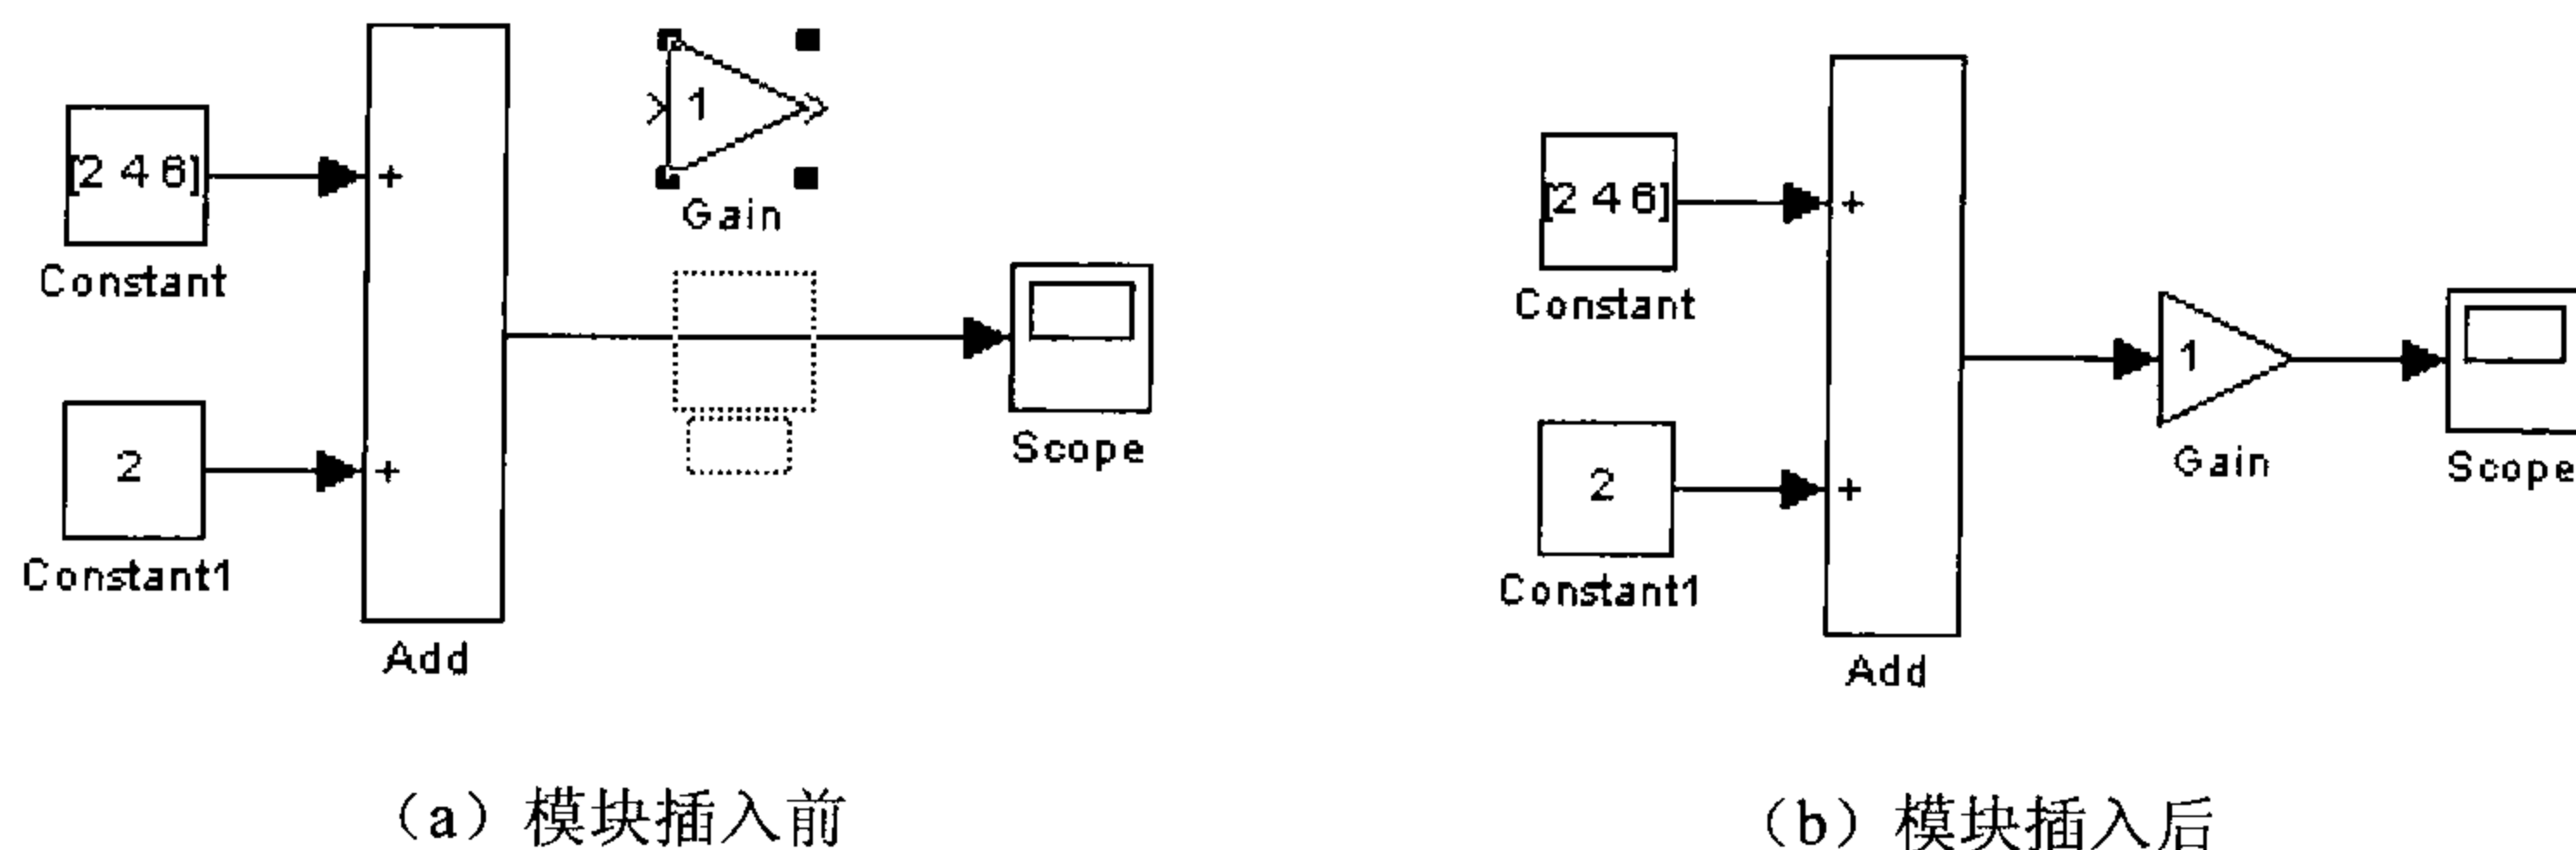 1
Gain
[2 4 6]
+
Constant
2
+
Constant1
Add
Scope
[2 4 6]
+
Constant
1
Gain
Scope
2
+
Constant1
Add
（a）模块插入前
（b）模块插入后